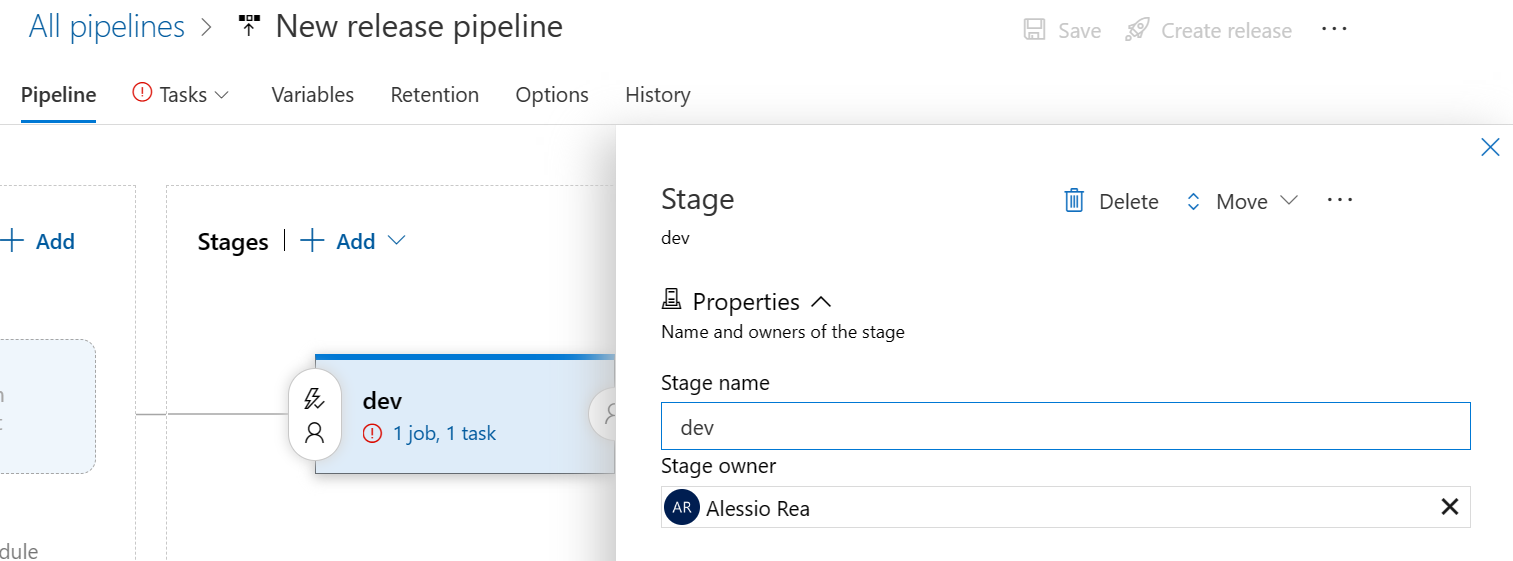 All pipelines > New release pipeline
Save Create release ...
Pipeline Tasks Variables Retention Options History
Add
Stages | Add
dev
1 job, 1 task
dule
Stage
Delete Move ...
dev
Properties
Name and owners of the stage
Stage name
dev
Stage owner
AR Alessio Rea